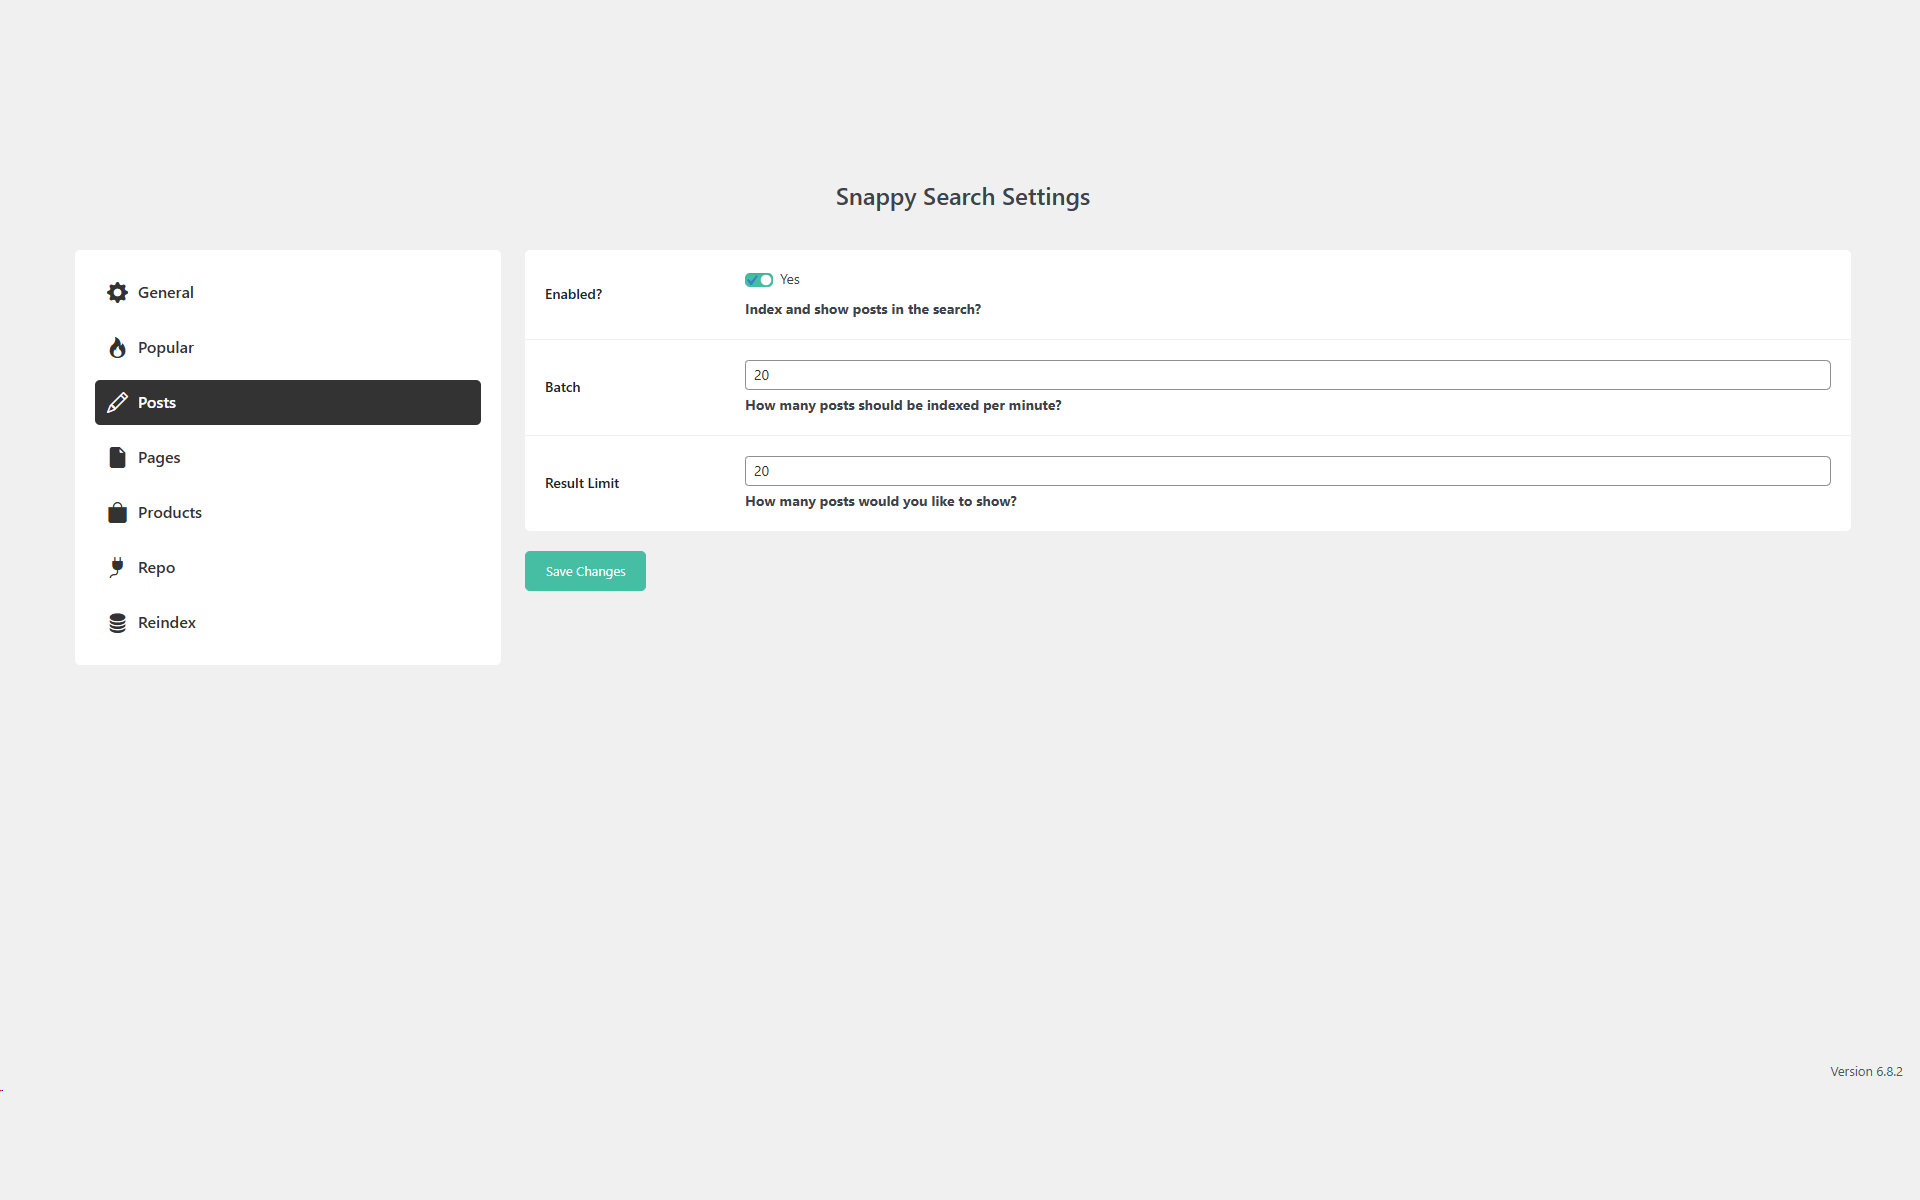 Snappy Search Settings
General
Popular
Posts
Pages
Products
Repo
Reindex
Enabled?
Yes
Index and show posts in the search?
Batch
20
How many posts should be indexed per minute?
Result Limit
20
How many posts would you like to show?
Save Changes
Version 6.8.2